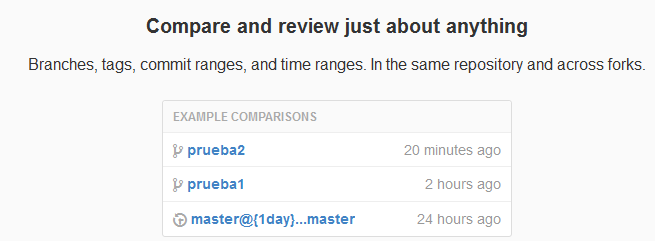 Compare and review just about anything
Branches, tags, commit ranges, and time ranges. In the same repository and across forks.
EXAMPLE COMPARISONS
prueba2 20 minutes ago
prueba1 2 hours ago
master@{1day}...master 24 hours ago